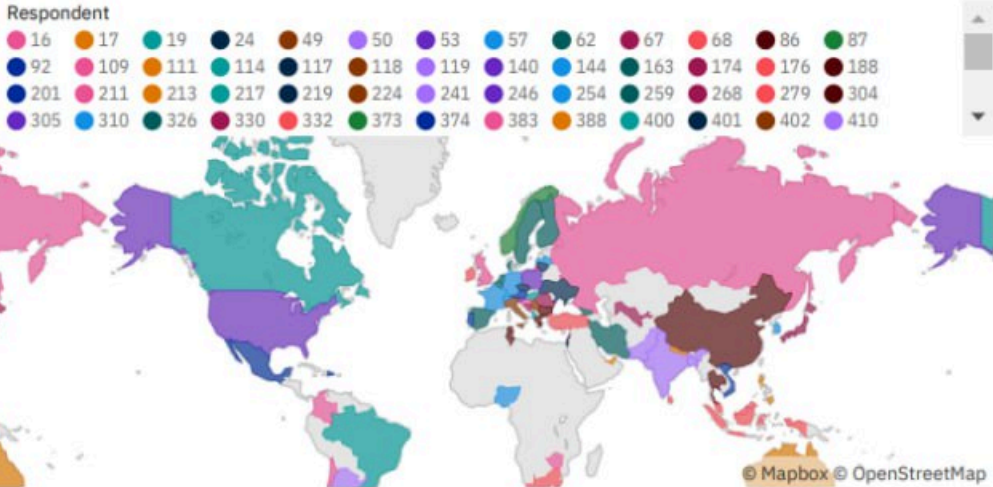 Respondent
16 17 19 24 49 50 53 57 62 67 68 86 87
92 109 111 114 117 118 119 140 144 163 174 176 188
201 211 213 217 219 224 241 246 254 259 268 279 304
305 310 326 330 332 373 374 383 388 400 401 402 410
© Mapbox © OpenStreetMap